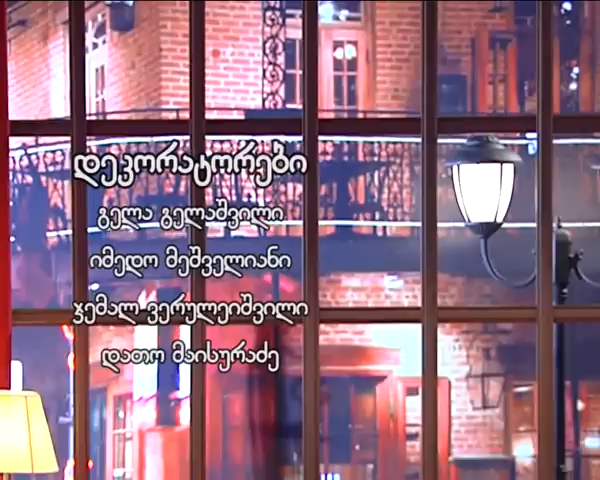 დეკორატორები
გელა გელაშვილი
იმედო მეშველიანი
ჯემალ ვერულეიშვილი
დათო მაისურაძე